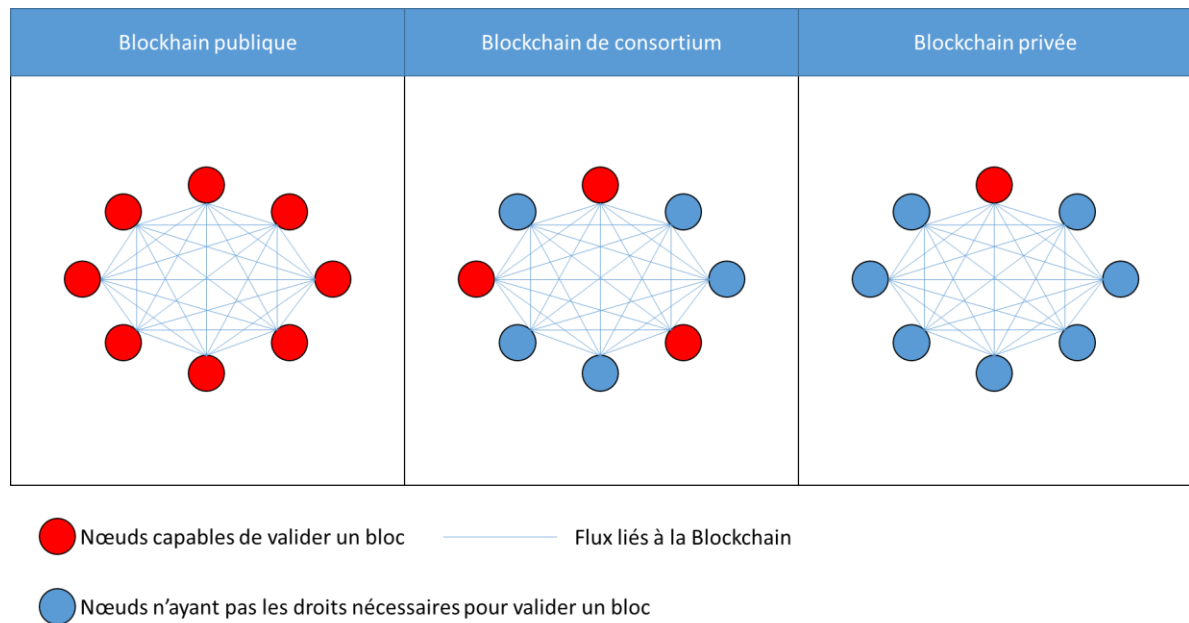 Blockhain publique
Blockchain de consortium
Blockchain privée
Nœuds capables de valider un bloc
Flux liés à la Blockchain
Nœuds n'ayant pas les droits nécessaires pour valider un bloc